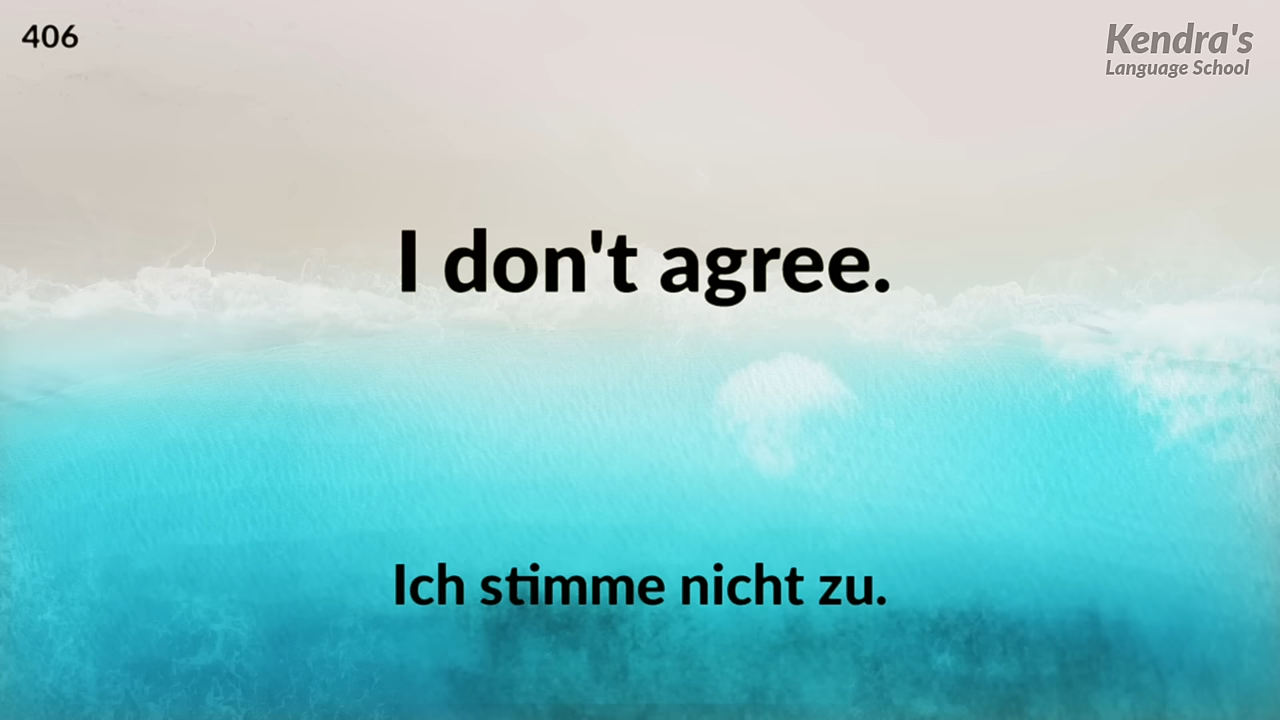 406
Kendra's
Language School
I don't agree.
Ich stimme nicht zu.